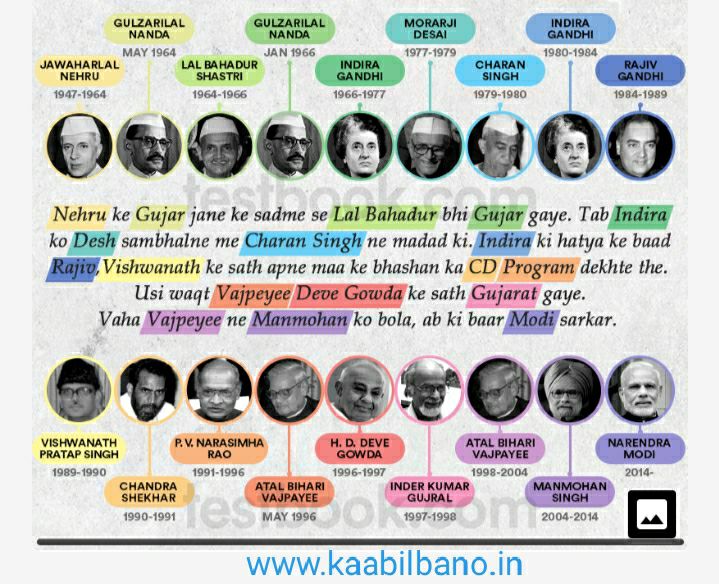 GULZARILAL NANDA
MAY 1964
GULZARILAL NANDA
JAN 1966
MORARJI DESAI
1977-1979
INDIRA GANDHI
1980-1984
JAWAHARLAL NEHRU
1947-1964
LAL BAHADUR SHASTRI
1964-1966
INDIRA GANDHI
1966-1977
CHARAN SINGH
1979-1980
RAJIV GANDHI
1984-1989
testbook.com
Nehru ke Gujar jane ke sadme se Lal Bahadur bhi Gujar gaye. Tab Indira
ko Desh sambhalne me Charan Singh ne madad ki. Indira ki hatya ke baad
Rajiv, Vishwanath ke sath apne maa ke bhashan ka CD Program dekhte the.
Usi waqt Vajpeyee Deve Gowda ke sath Gujarat gaye.
Vaha Vajpeyee ne Manmohan ko bola, ab ki baar Modi sarkar.
VISHWANATH PRATAP SINGH
1989-1990
P.V. NARASIMHA RAO
1991-1996
H. D. DEVE GOWDA
1996-1997
ATAL BIHARI VAJPAYEE
1998-2004
NARENDRA MODI
2014-
CHANDRA SHEKHAR
1990-1991
ATAL BIHARI VAJPAYEE
MAY 1996
INDER KUMAR GUJRAL
1997-1998
MANMOHAN SINGH
2004-2014
testbook.com
www.kaabilbano.in